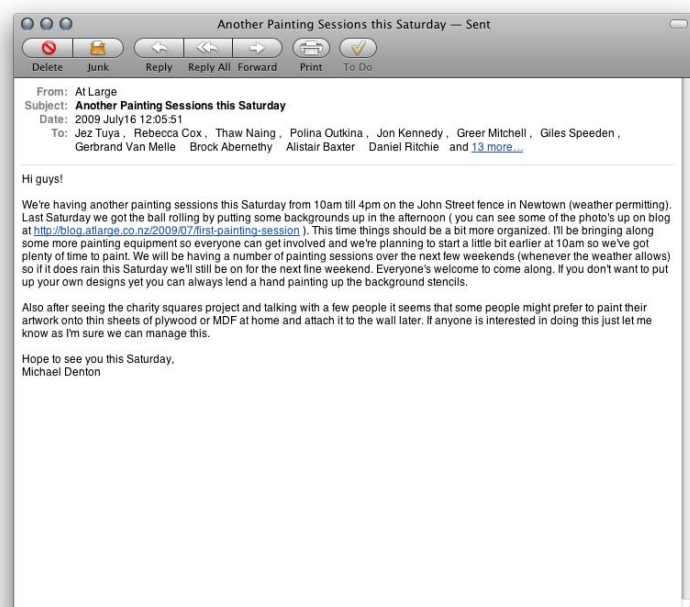 Another Painting Sessions this Saturday — Sent
Delete Junk Reply Reply All Forward Print To Do
From: At Large
Subject: Another Painting Sessions this Saturday
Date: 2009 July16 12:05:51
To: Jez Tuya , Rebecca Cox , Thaw Naing , Polina Outkina , Jon Kennedy , Greer Mitchell , Giles Speeden ,
Gerbrand Van Melle Brock Abernethy Alistair Baxter Daniel Ritchie and 13 more...
Hi guys!
We're having another painting sessions this Saturday from 10am till 4pm on the John Street fence in Newtown (weather permitting).
Last Saturday we got the ball rolling by putting some backgrounds up in the afternoon ( you can see some of the photo's up on blog
at http://blog.atlarge.co.nz/2009/07/first-painting-session ). This time things should be a bit more organized. I'll be bringing along
some more painting equipment so everyone can get involved and we're planning to start a little bit earlier at 10am so we've got
plenty of time to paint. We will be having a number of painting sessions over the next few weekends (whenever the weather allows)
so if it does rain this Saturday we'll still be on for the next fine weekend. Everyone's welcome to come along. If you don't want to put
up your own designs yet you can always lend a hand painting up the background stencils.
Also after seeing the charity squares project and talking with a few people it seems that some people might prefer to paint their
artwork onto thin sheets of plywood or MDF at home and attach it to the wall later. If anyone is interested in doing this just let me
know as I'm sure we can manage this.
Hope to see you this Saturday,
Michael Denton